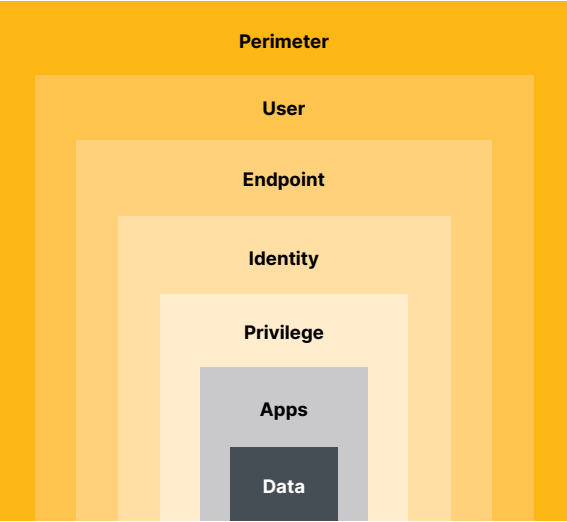 Perimeter
User
Endpoint
Identity
Privilege
Apps
Data